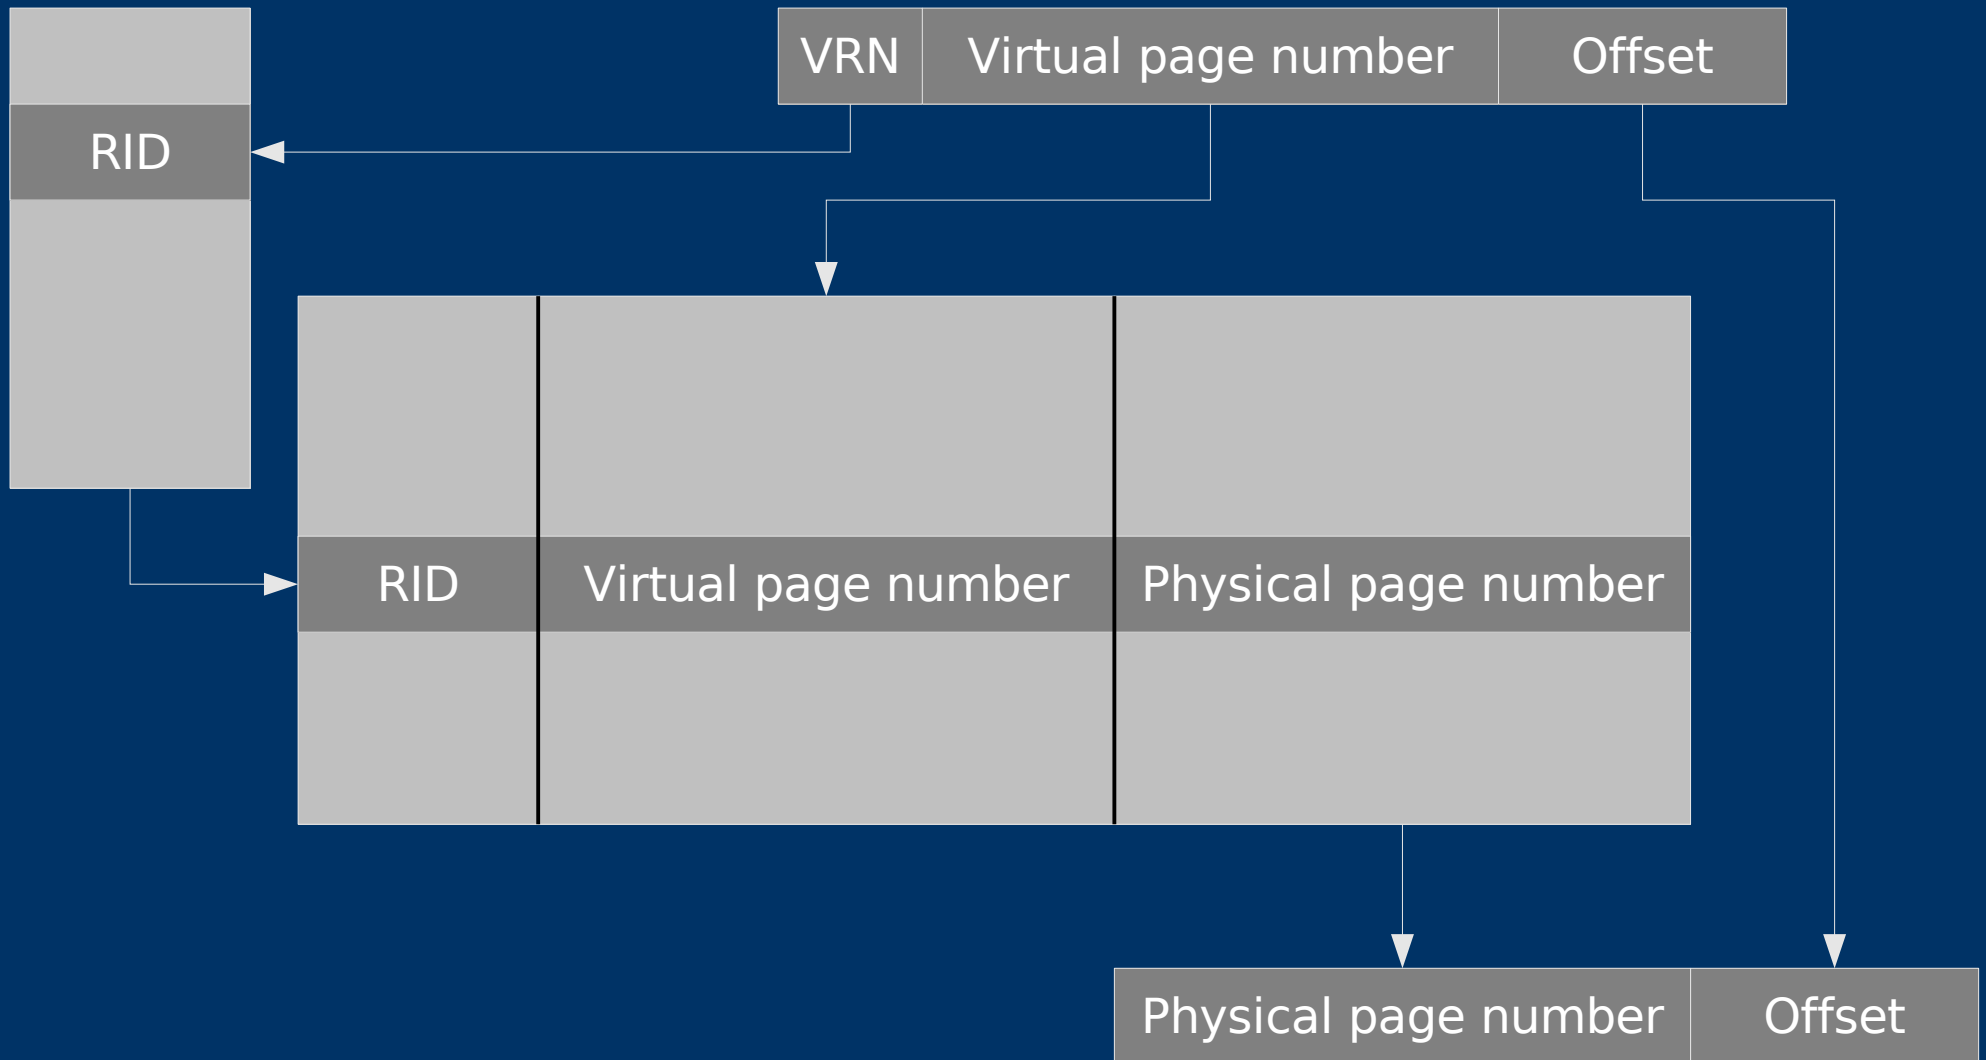 VRN Virtual page number Offset
RID
RID Virtual page number Physical page number
Physical page number Offset